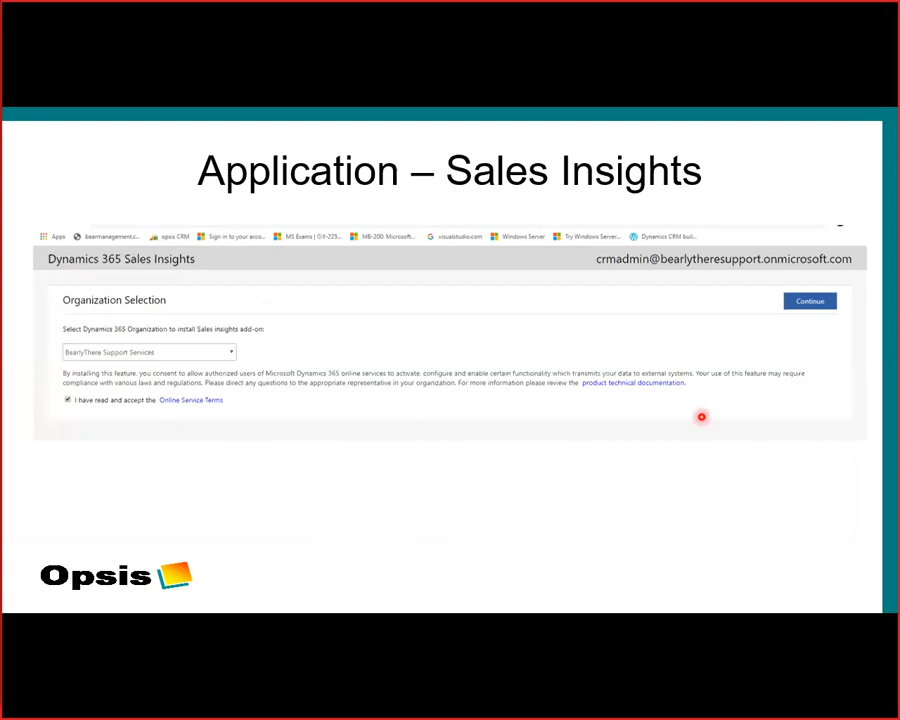 Application – Sales Insights
Apps bearmanagement.c... opsis CRM Sign in to your acco... MS Exams | GVI-225... MB-200: Microsoft... visualstudio.com Windows Server Try Windows Server... Dynamics CRM buil...
Dynamics 365 Sales Insights crmadmin@bearlytheresupport.onmicrosoft.com
Organization Selection Continue
Select Dynamics 365 Organization to install Sales insights add-on:
BearlyThere Support Services
By installing this feature, you consent to allow authorized users of Microsoft Dynamics 365 online services to activate, configure and enable certain functionality which transmits your data to external systems. Your use of this feature may require
compliance with various laws and regulations. Please direct any questions to the appropriate representative in your organization. For more information please review the product technical documentation.
I have read and accept the Online Service Terms
Opsis